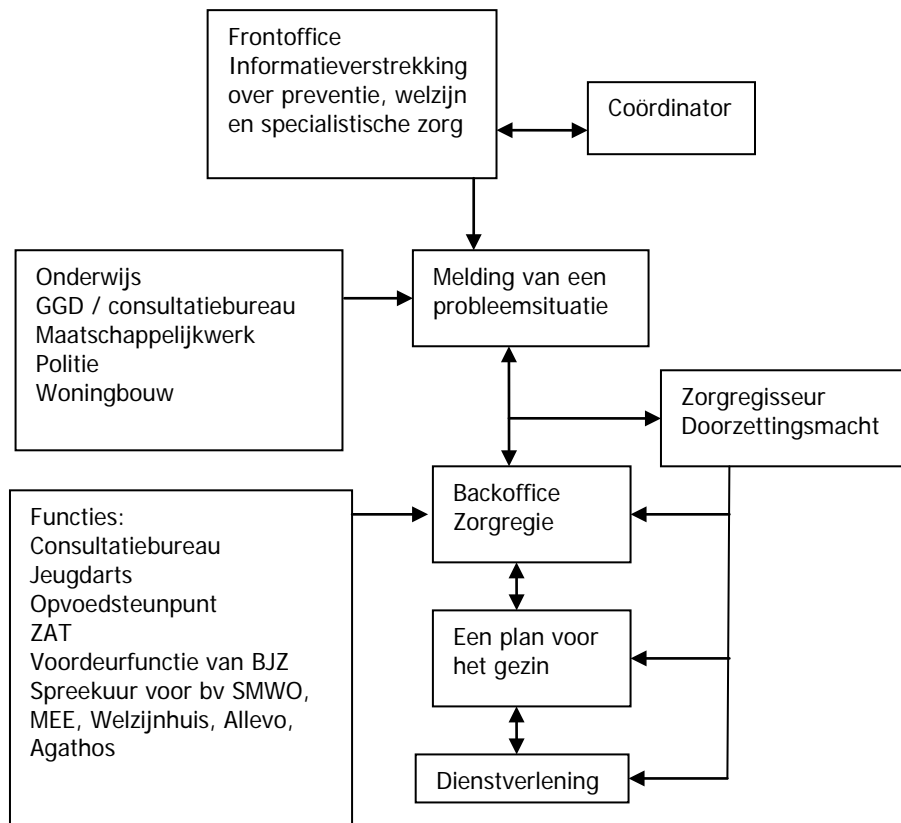 Frontoffice
Informatieverstrekking
over preventie, welzijn
en specialistische zorg
Coördinator
Onderwijs
GGD / consultatiebureau
Maatschappelijkwerk
Politie
Woningbouw
Melding van een
probleemsituatie
Zorgregisseur
Doorzettingsmacht
Backoffice
Zorgregie
Functies:
Consultatiebureau
Jeugdarts
Opvoedsteunpunt
ZAT
Voordeurfunctie van BJZ
Spreekuur voor bv SMWO,
MEE, Welzijnhuis, Allevo,
Agathos
Een plan voor
het gezin
Dienstverlening